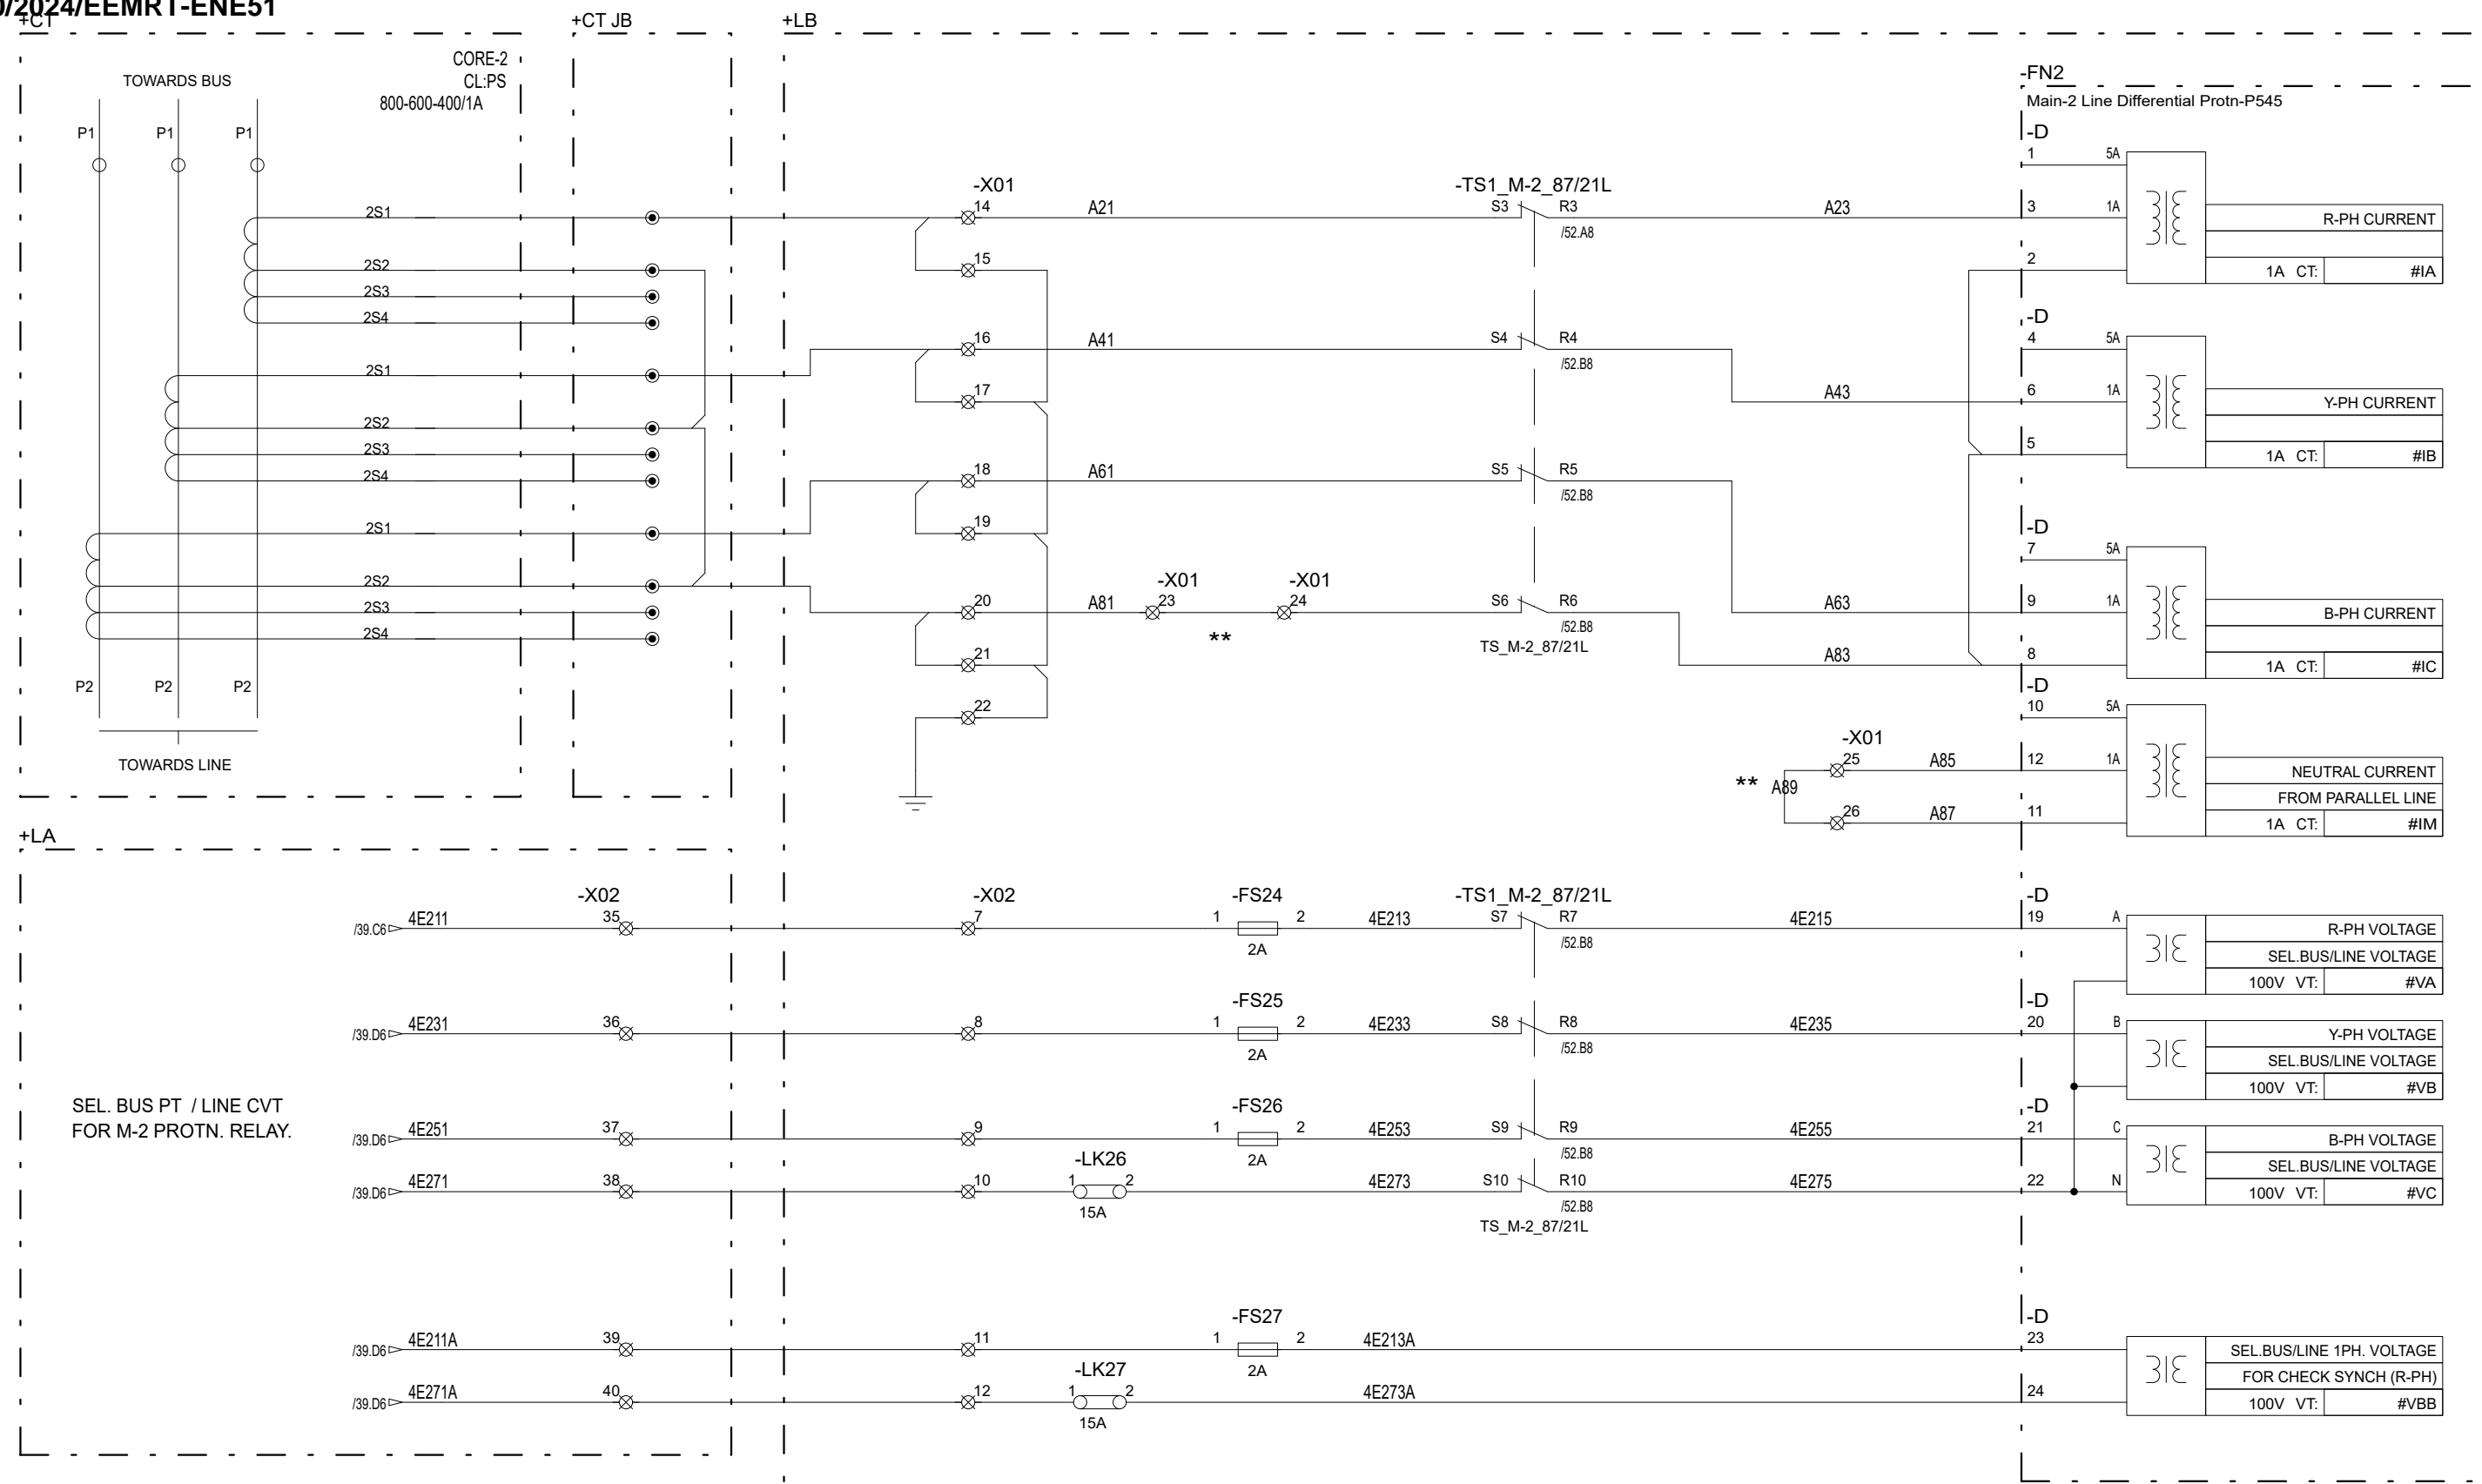 0/2024/EEMRT-ENE51
+CT
+CT JB
+LB
CORE-2
CL:PS
800-600-400/1A
TOWARDS BUS
P1 P1 P1
-FN2
Main-2 Line Differential Protn-P545
-D
1 5A
-X01
-TS1_M-2_87/21L
2S1
14
A21
S3 R3
/52.A8
A23
3 1A
R-PH CURRENT
2S2
15
2
1A CT: #IA
2S3
2S4
-D
16
A41
S4 R4
/52.B8
4 5A
2S1
17
A43
6 1A
Y-PH CURRENT
2S2
5
2S3
1A CT: #IB
2S4
18
A61
S5 R5
/52.B8
2S1
19
-D
7 5A
2S2
-X01
-X01
2S3
20
A81
23
24
S6 R6
/52.B8
TS_M-2_87/21L
A63
9 1A
B-PH CURRENT
2S4
**
21
A83
8
1A CT: #IC
P2 P2 P2
22
-D
10 5A
TOWARDS LINE
-X01
25
A85
12 1A
NEUTRAL CURRENT
** A89
FROM PARALLEL LINE
26
A87
11
1A CT: #IM
+LA
-X02
-X02
-FS24
-TS1_M-2_87/21L
-D
/39.C6
4E211
35
7
1 2
2A
4E213
S7 R7
/52.B8
4E215
19 A
R-PH VOLTAGE
SEL.BUS/LINE VOLTAGE
100V VT: #VA
-FS25
-D
/39.D6
4E231
36
8
1 2
2A
4E233
S8 R8
/52.B8
4E235
20 B
Y-PH VOLTAGE
SEL.BUS/LINE VOLTAGE
100V VT: #VB
SEL. BUS PT / LINE CVT
FOR M-2 PROTN. RELAY.
-FS26
-D
/39.D6
4E251
37
9
1 2
2A
4E253
S9 R9
/52.B8
4E255
21 C
B-PH VOLTAGE
SEL.BUS/LINE VOLTAGE
-LK26
/39.D6
4E271
38
10
1 2
15A
4E273
S10 R10
/52.B8
TS_M-2_87/21L
4E275
22 N
100V VT: #VC
-FS27
-D
/39.D6
4E211A
39
11
1 2
2A
4E213A
23
SEL.BUS/LINE 1PH. VOLTAGE
FOR CHECK SYNCH (R-PH)
-LK27
/39.D6
4E271A
40
12
1 2
15A
4E273A
24
100V VT: #VBB